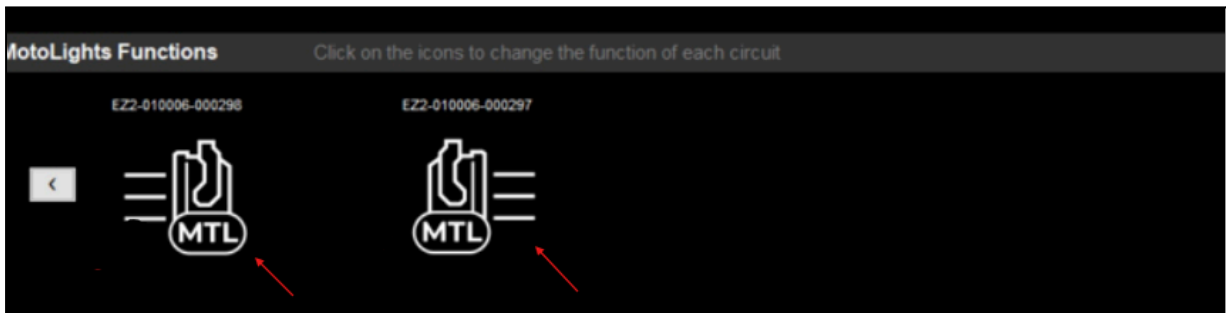 MotoLights Functions Click on the icons to change the function of each circuit
EZ2-010006-000298 EZ2-010006-000297
<
MTL MTL